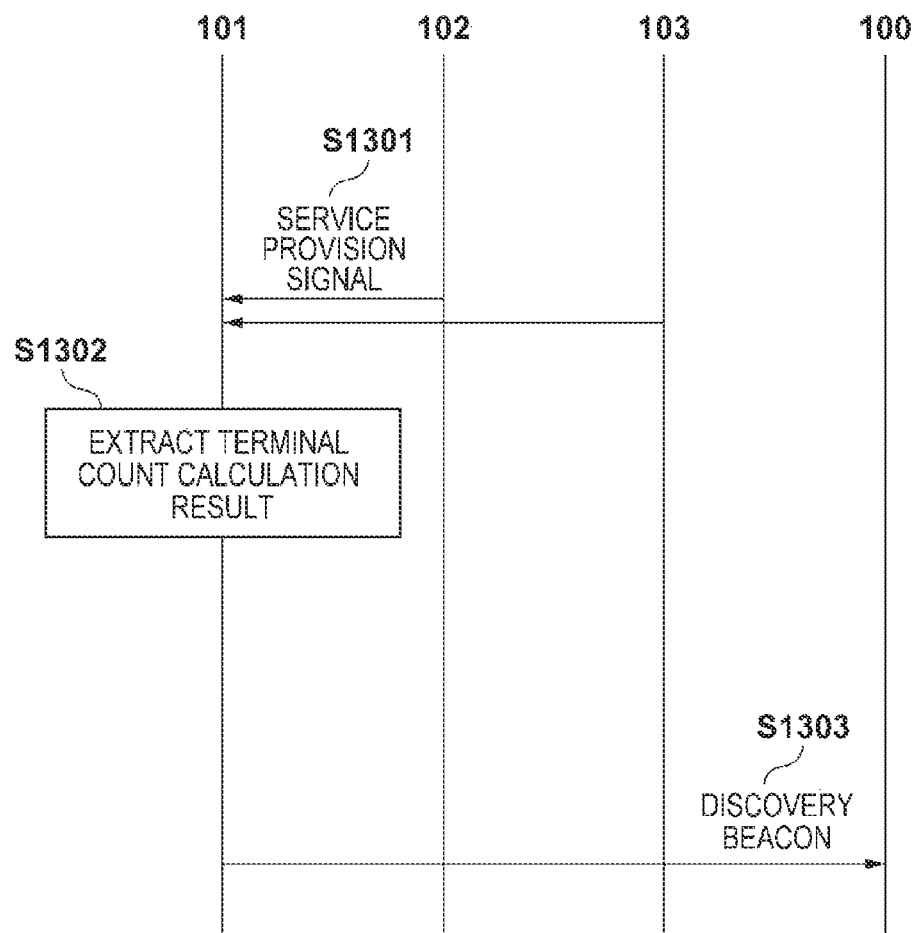 101 102 103 100
S1301
SERVICE
PROVISION
SIGNAL
S1302
EXTRACT TERMINAL
COUNT CALCULATION
RESULT
S1303
DISCOVERY
BEACON